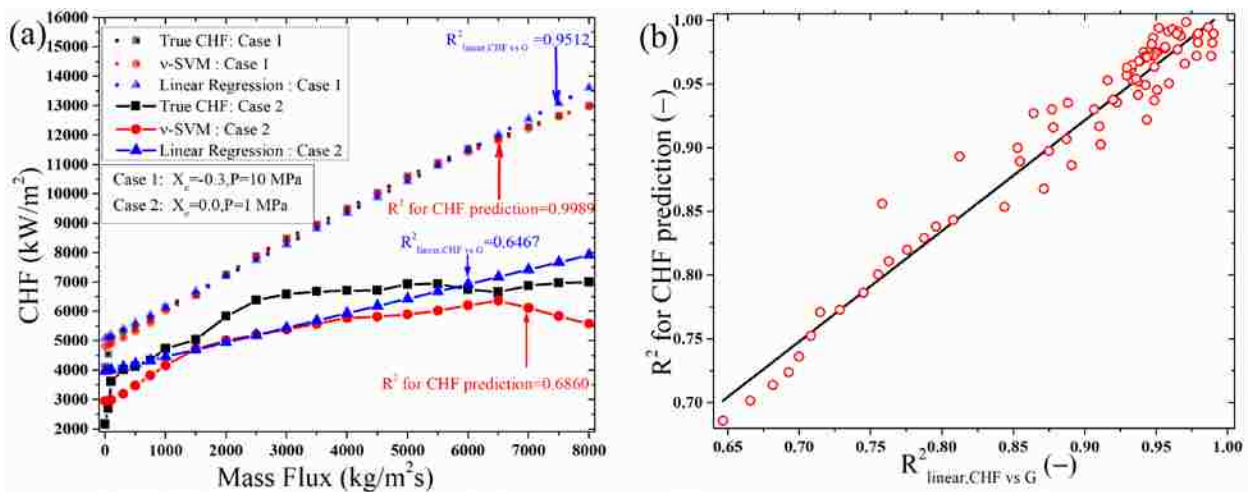 (a)
CHF (kW/m²)
16000
15000
14000
13000
12000
11000
10000
9000
8000
7000
6000
5000
4000
3000
2000
True CHF: Case 1
ν-SVM : Case 1
Linear Regression : Case 1
True CHF: Case 2
ν-SVM : Case 2
Linear Regression : Case 2
Case 1: Xe=-0.3,P=10 MPa
Case 2: Xe=0.0,P=1 MPa
R²linear,CHF vs G=0.9512
R² for CHF prediction=0.9989
R²linear,CHF vs G=0.6467
R² for CHF prediction=0.6860
0 1000 2000 3000 4000 5000 6000 7000 8000
Mass Flux (kg/m²s)
(b)
R² for CHF prediction (–)
1.00
0.95
0.90
0.85
0.80
0.75
0.70
0.65 0.70 0.75 0.80 0.85 0.90 0.95 1.00
R²linear,CHF vs G (–)